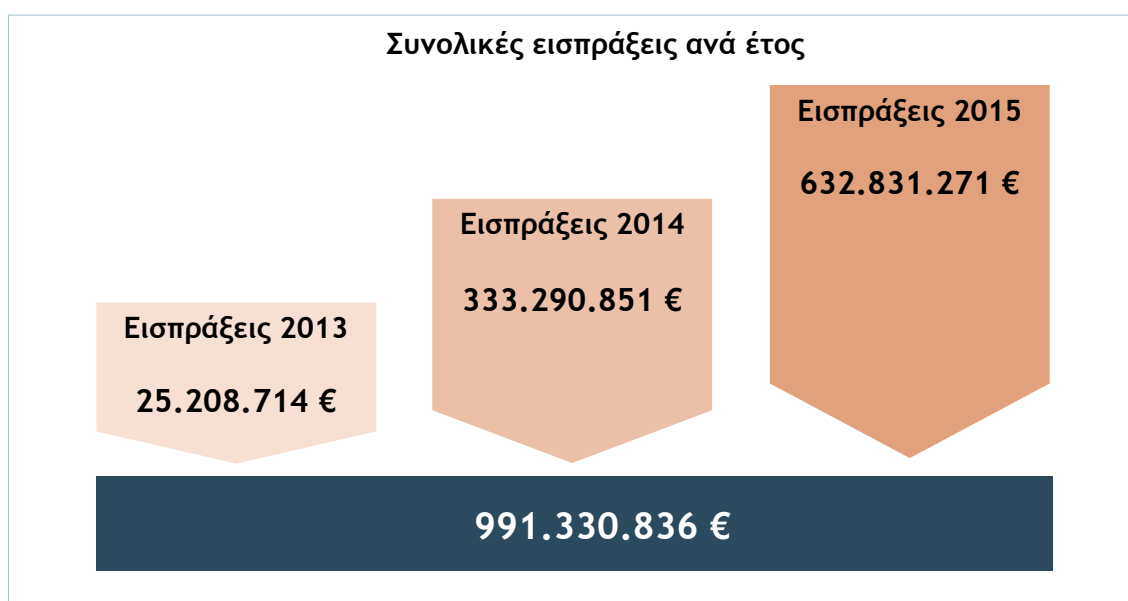 Συνολικές εισπράξεις ανά έτος
Εισπράξεις 2015
632.831.271 €
Εισπράξεις 2014
333.290.851 €
Εισπράξεις 2013
25.208.714 €
991.330.836 €